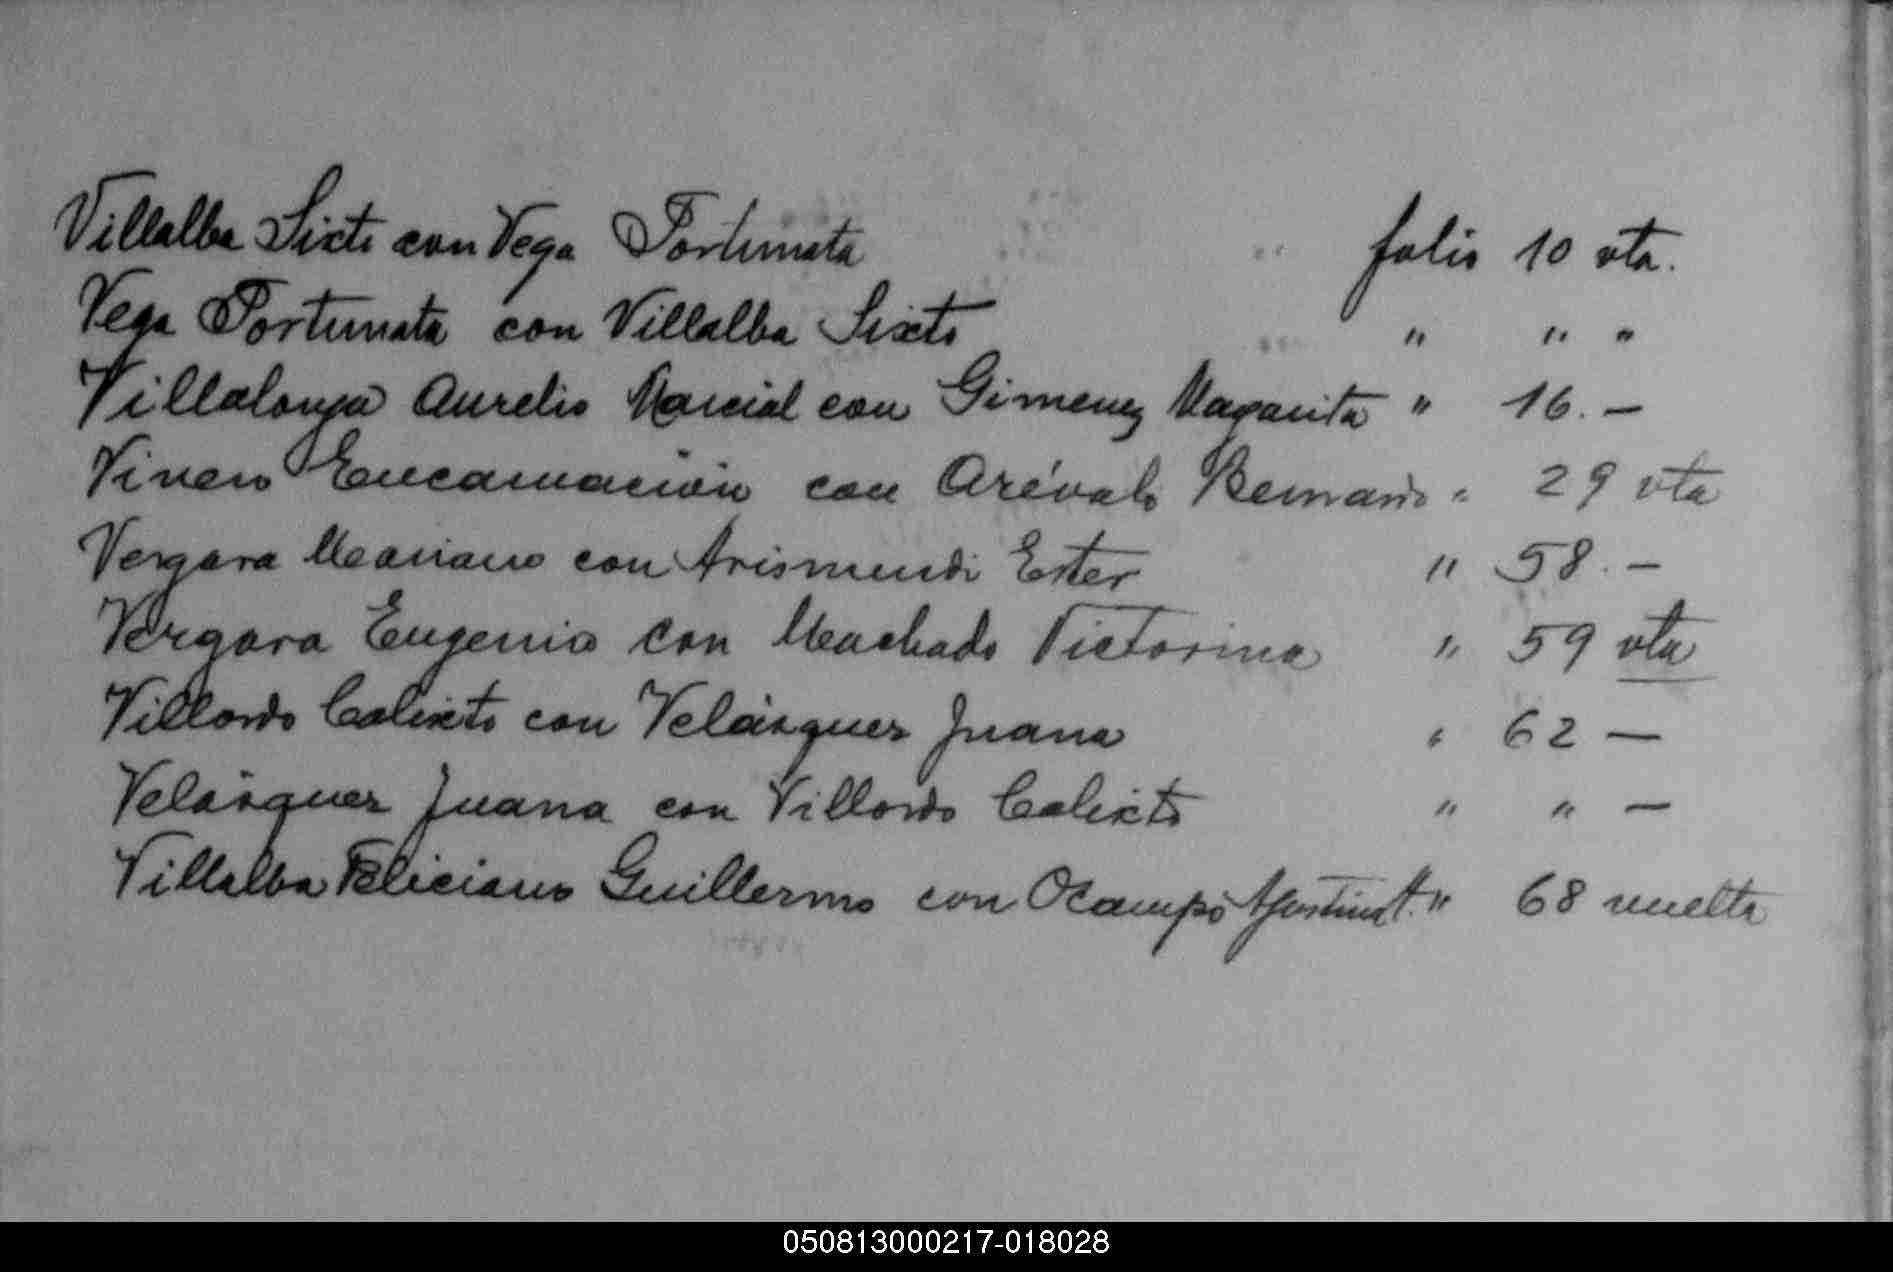 Villalba Sixto con Vega Fortunata folio 10 vta.
Vega Fortunata con Villalba Sixto " " "
Villalonga Aurelio Marcial con Gimenez Magarita " 16. —
Vivero Encarnación con Arévalo Bernardo " 29 vta
Vergara Mariano con Arismendi Ester " 58. —
Vergara Eugenio con Machado Victorina " 59 vta
Villordo Calixto con Velásquez Juana " 62 —
Velásquez Juana con Villordo Calixto " " —
Villalba Feliciano Guillermo con Ocampo " 68 vuelta
050813000217-018028